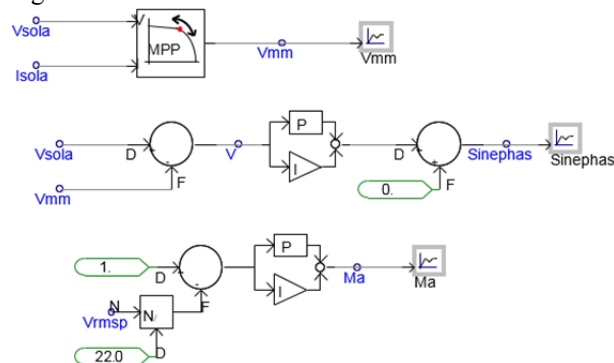 Vsola
V
MPP
Isola
Vmm
Vmm
Vsola
D
V
P
I
D
Sinephas
Sinephas
Vmm
F
0.
F
1.
D
P
I
Ma
Ma
Vrmsp
N
N/
F
22.0
D